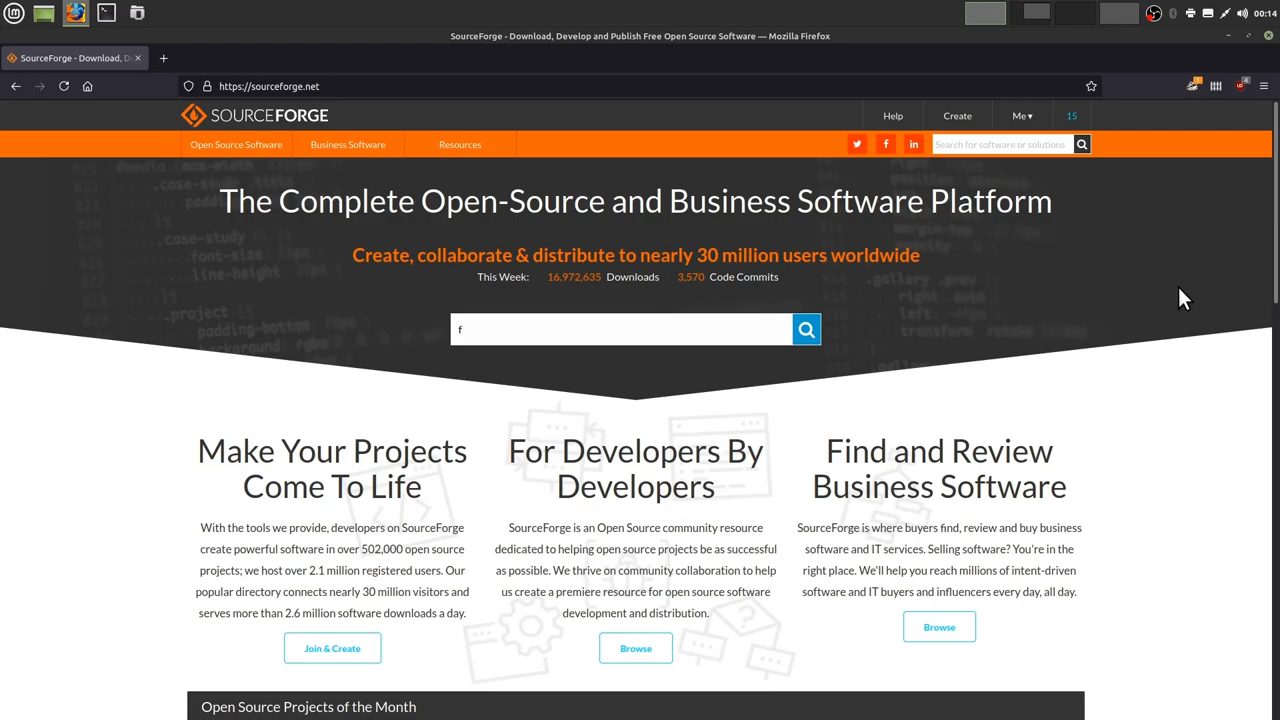 00:14
SourceForge - Download, Develop and Publish Free Open Source Software — Mozilla Firefox
SourceForge - Download, D
https://sourceforge.net
1
4
SOURCEFORGE
Help
Create
Me ▾
15
Open Source Software
Business Software
Resources
Search for software or solutions
The Complete Open-Source and Business Software Platform
Create, collaborate & distribute to nearly 30 million users worldwide
This Week: 16,972,635 Downloads 3,570 Code Commits
f
Make Your Projects
Come To Life
With the tools we provide, developers on SourceForge
create powerful software in over 502,000 open source
projects; we host over 2.1 million registered users. Our
popular directory connects nearly 30 million visitors and
serves more than 2.6 million software downloads a day.
Join & Create
For Developers By
Developers
SourceForge is an Open Source community resource
dedicated to helping open source projects be as successful
as possible. We thrive on community collaboration to help
us create a premiere resource for open source software
development and distribution.
Browse
Find and Review
Business Software
SourceForge is where buyers find, review and buy business
software and IT services. Selling software? You're in the
right place. We'll help you reach millions of intent-driven
software and IT buyers and influencers every day, all day.
Browse
Open Source Projects of the Month